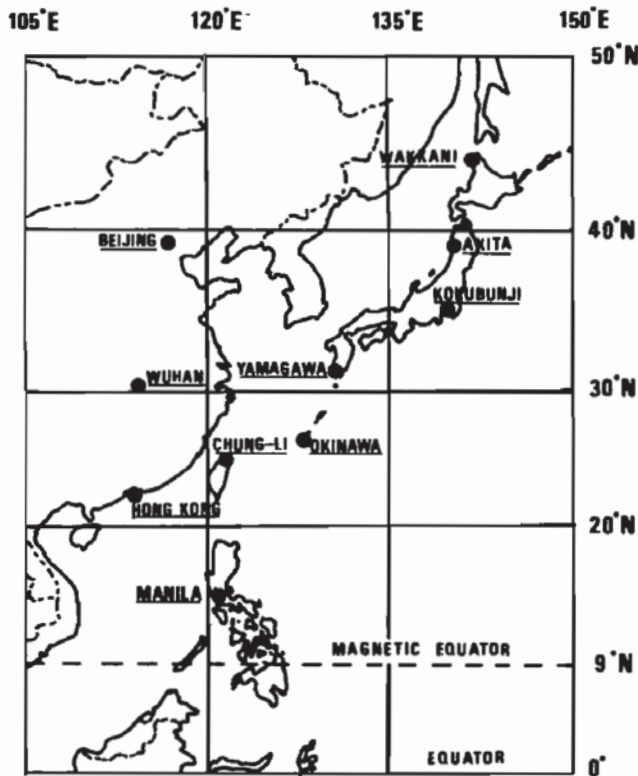 105°E 120°E 135°E 150°E
50°N
WAKKANI
40°N
BEIJING
AKITA
KOKUBUNJI
WUHAN
YAMAGAWA
30°N
CHUNG-LI
OKINAWA
HONG KONG
20°N
MANILA
MAGNETIC EQUATOR
9°N
EQUATOR
0°